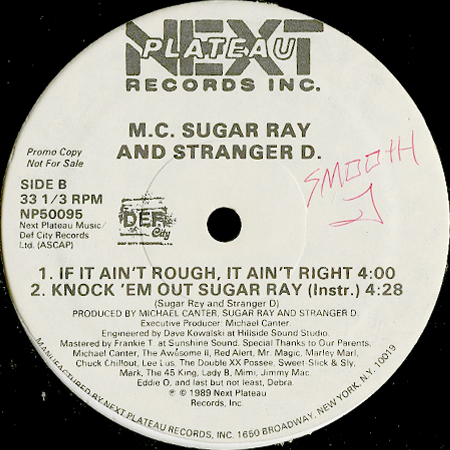 NEXT
PLATEAU
RECORDS INC.
M.C. SUGAR RAY
AND STRANGER D.
Promo Copy
Not For Sale
SMOOTH
J
SIDE B
33 1/3 RPM
NP50095
Next Plateau Music/
Def City Records
Ltd. (ASCAP)
DEF
City
DEF CITY RECORDS, LTD.
1. IF IT AIN'T ROUGH, IT AIN'T RIGHT 4:00
2. KNOCK 'EM OUT SUGAR RAY (Instr.) 4:28
(Sugar Ray and Stranger D)
PRODUCED BY MICHAEL CANTER, SUGAR RAY AND STRANGER D.
Executive Producer: Michael Canter.
Engineered by Dave Kowalski at Hillside Sound Studio.
Mastered by Frankie T. at Sunshine Sound. Special Thanks to Our Parents,
Michael Canter, The Awesome II, Red Alert, Mr. Magic, Marley Marl,
Chuck Chillout, Lee Lus, The Double XX Possee, Sweet-Slick & Sly,
Mark, The 45 King, Lady B, Mimi, Jimmy Mac.
Eddie O, and last but not least, Debra.
℗ © 1989 Next Plateau
Records, Inc.
MANUFACTURED BY NEXT PLATEAU RECORDS, INC. 1650 BROADWAY, NEW YORK, N.Y. 10019